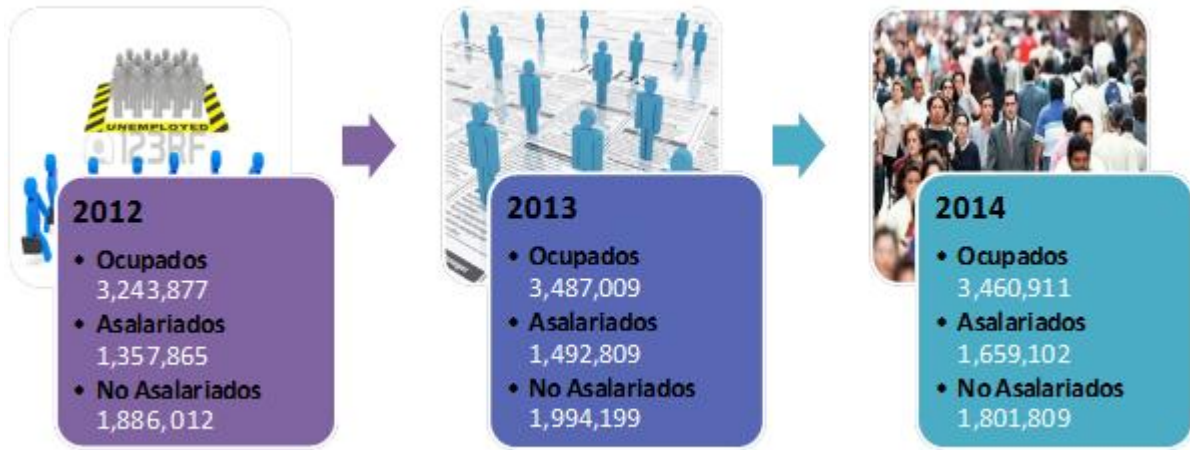 UNEMPLOYED
123RF
2012
• Ocupados
3,243,877
• Asalariados
1,357,865
• No Asalariados
1,886,012
2013
• Ocupados
3,487,009
• Asalariados
1,492,809
• No Asalariados
1,994,199
2014
• Ocupados
3,460,911
• Asalariados
1,659,102
• No Asalariados
1,801,809